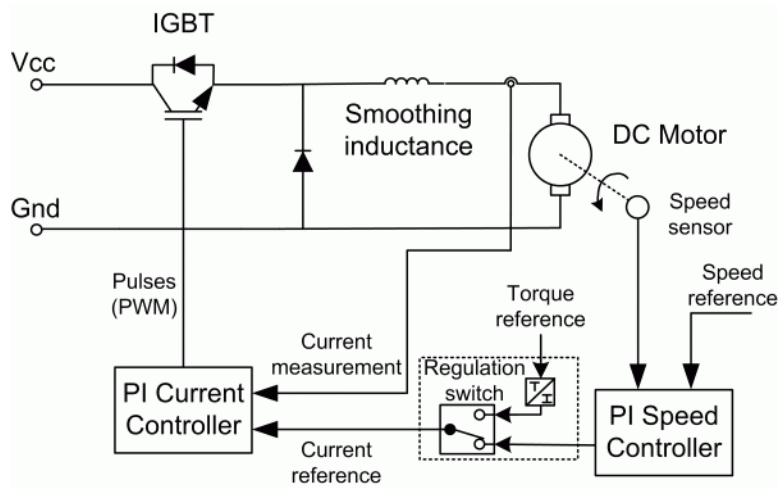 IGBT
Vcc
Smoothing
inductance
DC Motor
Gnd
Speed
sensor
Pulses
(PWM)
Speed
reference
Torque
reference
Current
measurement
Regulation
switch
T
I
PI Current
Controller
PI Speed
Controller
Current
reference